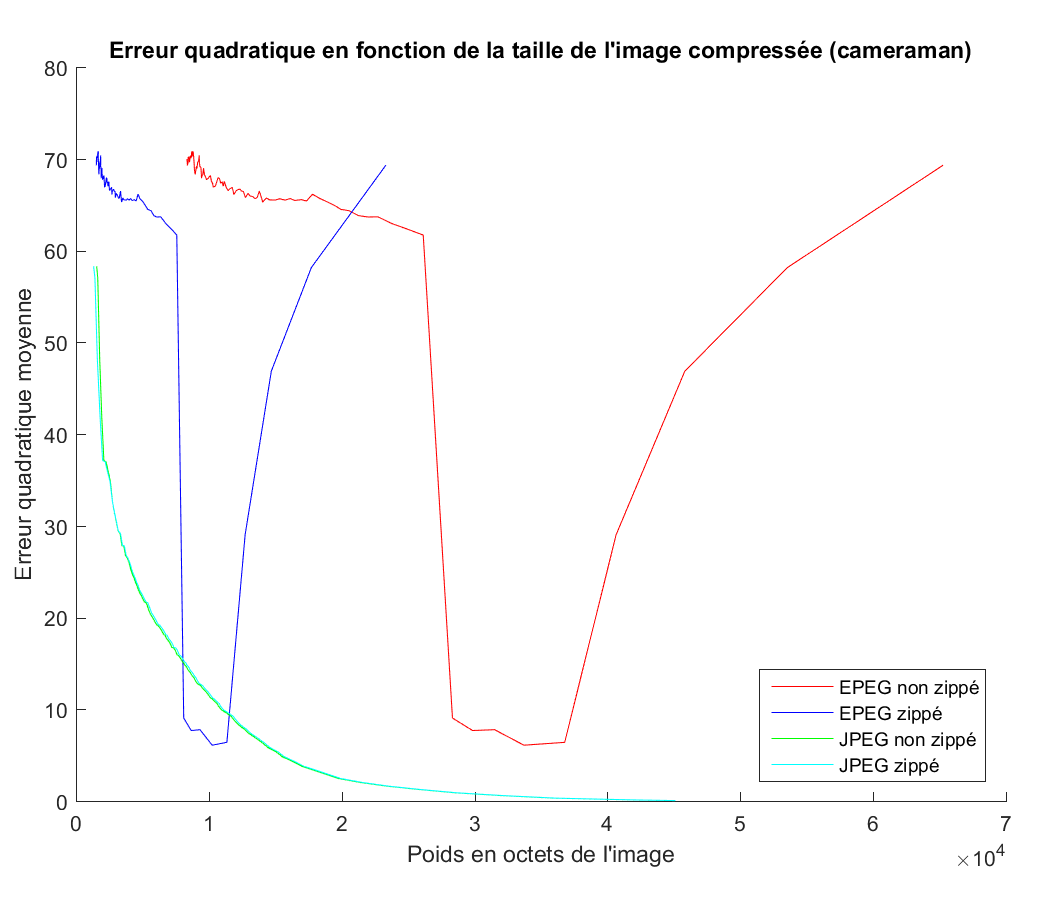 Erreur quadratique en fonction de la taille de l'image compressée (cameraman)
80
70
60
50
40
30
20
10
0
Erreur quadratique moyenne
0 1 2 3 4 5 6 7
×10^4
Poids en octets de l'image
EPEG non zippé
EPEG zippé
JPEG non zippé
JPEG zippé